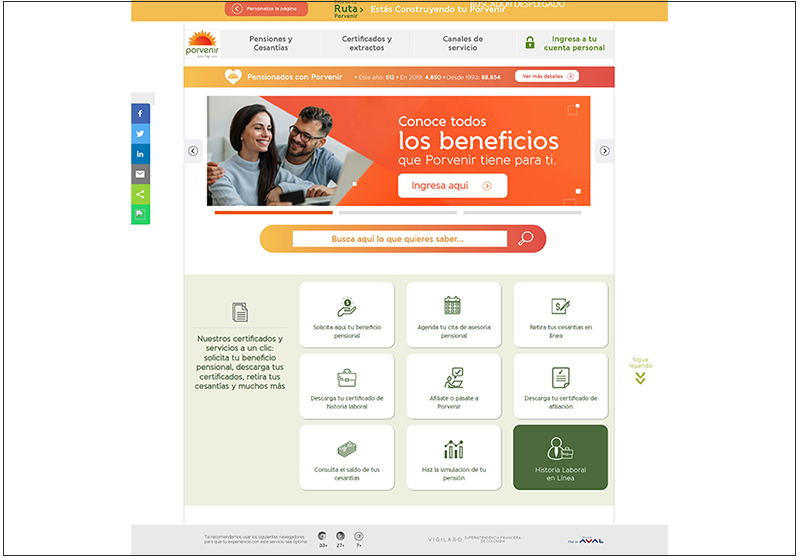 Personaliza la página
Ruta
Porvenir
Estás Construyendo tu Porvenir
BUSCADOR DESPLEGADO
porvenir
Pensiones y
Cesantías
Certificados y
extractos
Canales de
servicio
Ingresa a tu
cuenta personal
Pensionados con Porvenir
• Este año: 512 • En 2019: 4,850 • Desde 1993: 88.854
Ver más detalles
Conoce todos
los beneficios
que Porvenir tiene para ti.
Ingresa aquí
Busca aquí lo que quieres saber...
Nuestros certificados y
servicios a un clic:
solicita tu beneficio
pensional, descarga tus
certificados, retira tus
cesantías y muchos más
Solicita aquí tu beneficio
pensional
Agenda tu cita de asesoría
pensional
Retira tus cesantías en
línea
Descarga tu certificado de
historia laboral
Afíliate o pásate a
Porvenir
Descarga tu certificado de
afiliación
Consulta el saldo de tus
cesantías
Haz la simulación de tu
pensión
Historia Laboral
en Línea
Sigue
leyendo
Te recomendamos usar los siguientes navegadores
para que tu experiencia con este servicio sea óptima:
33+
27+
7+
VIGILADO
SUPERINTENDENCIA FINANCIERA
DE COLOMBIA
AVAL